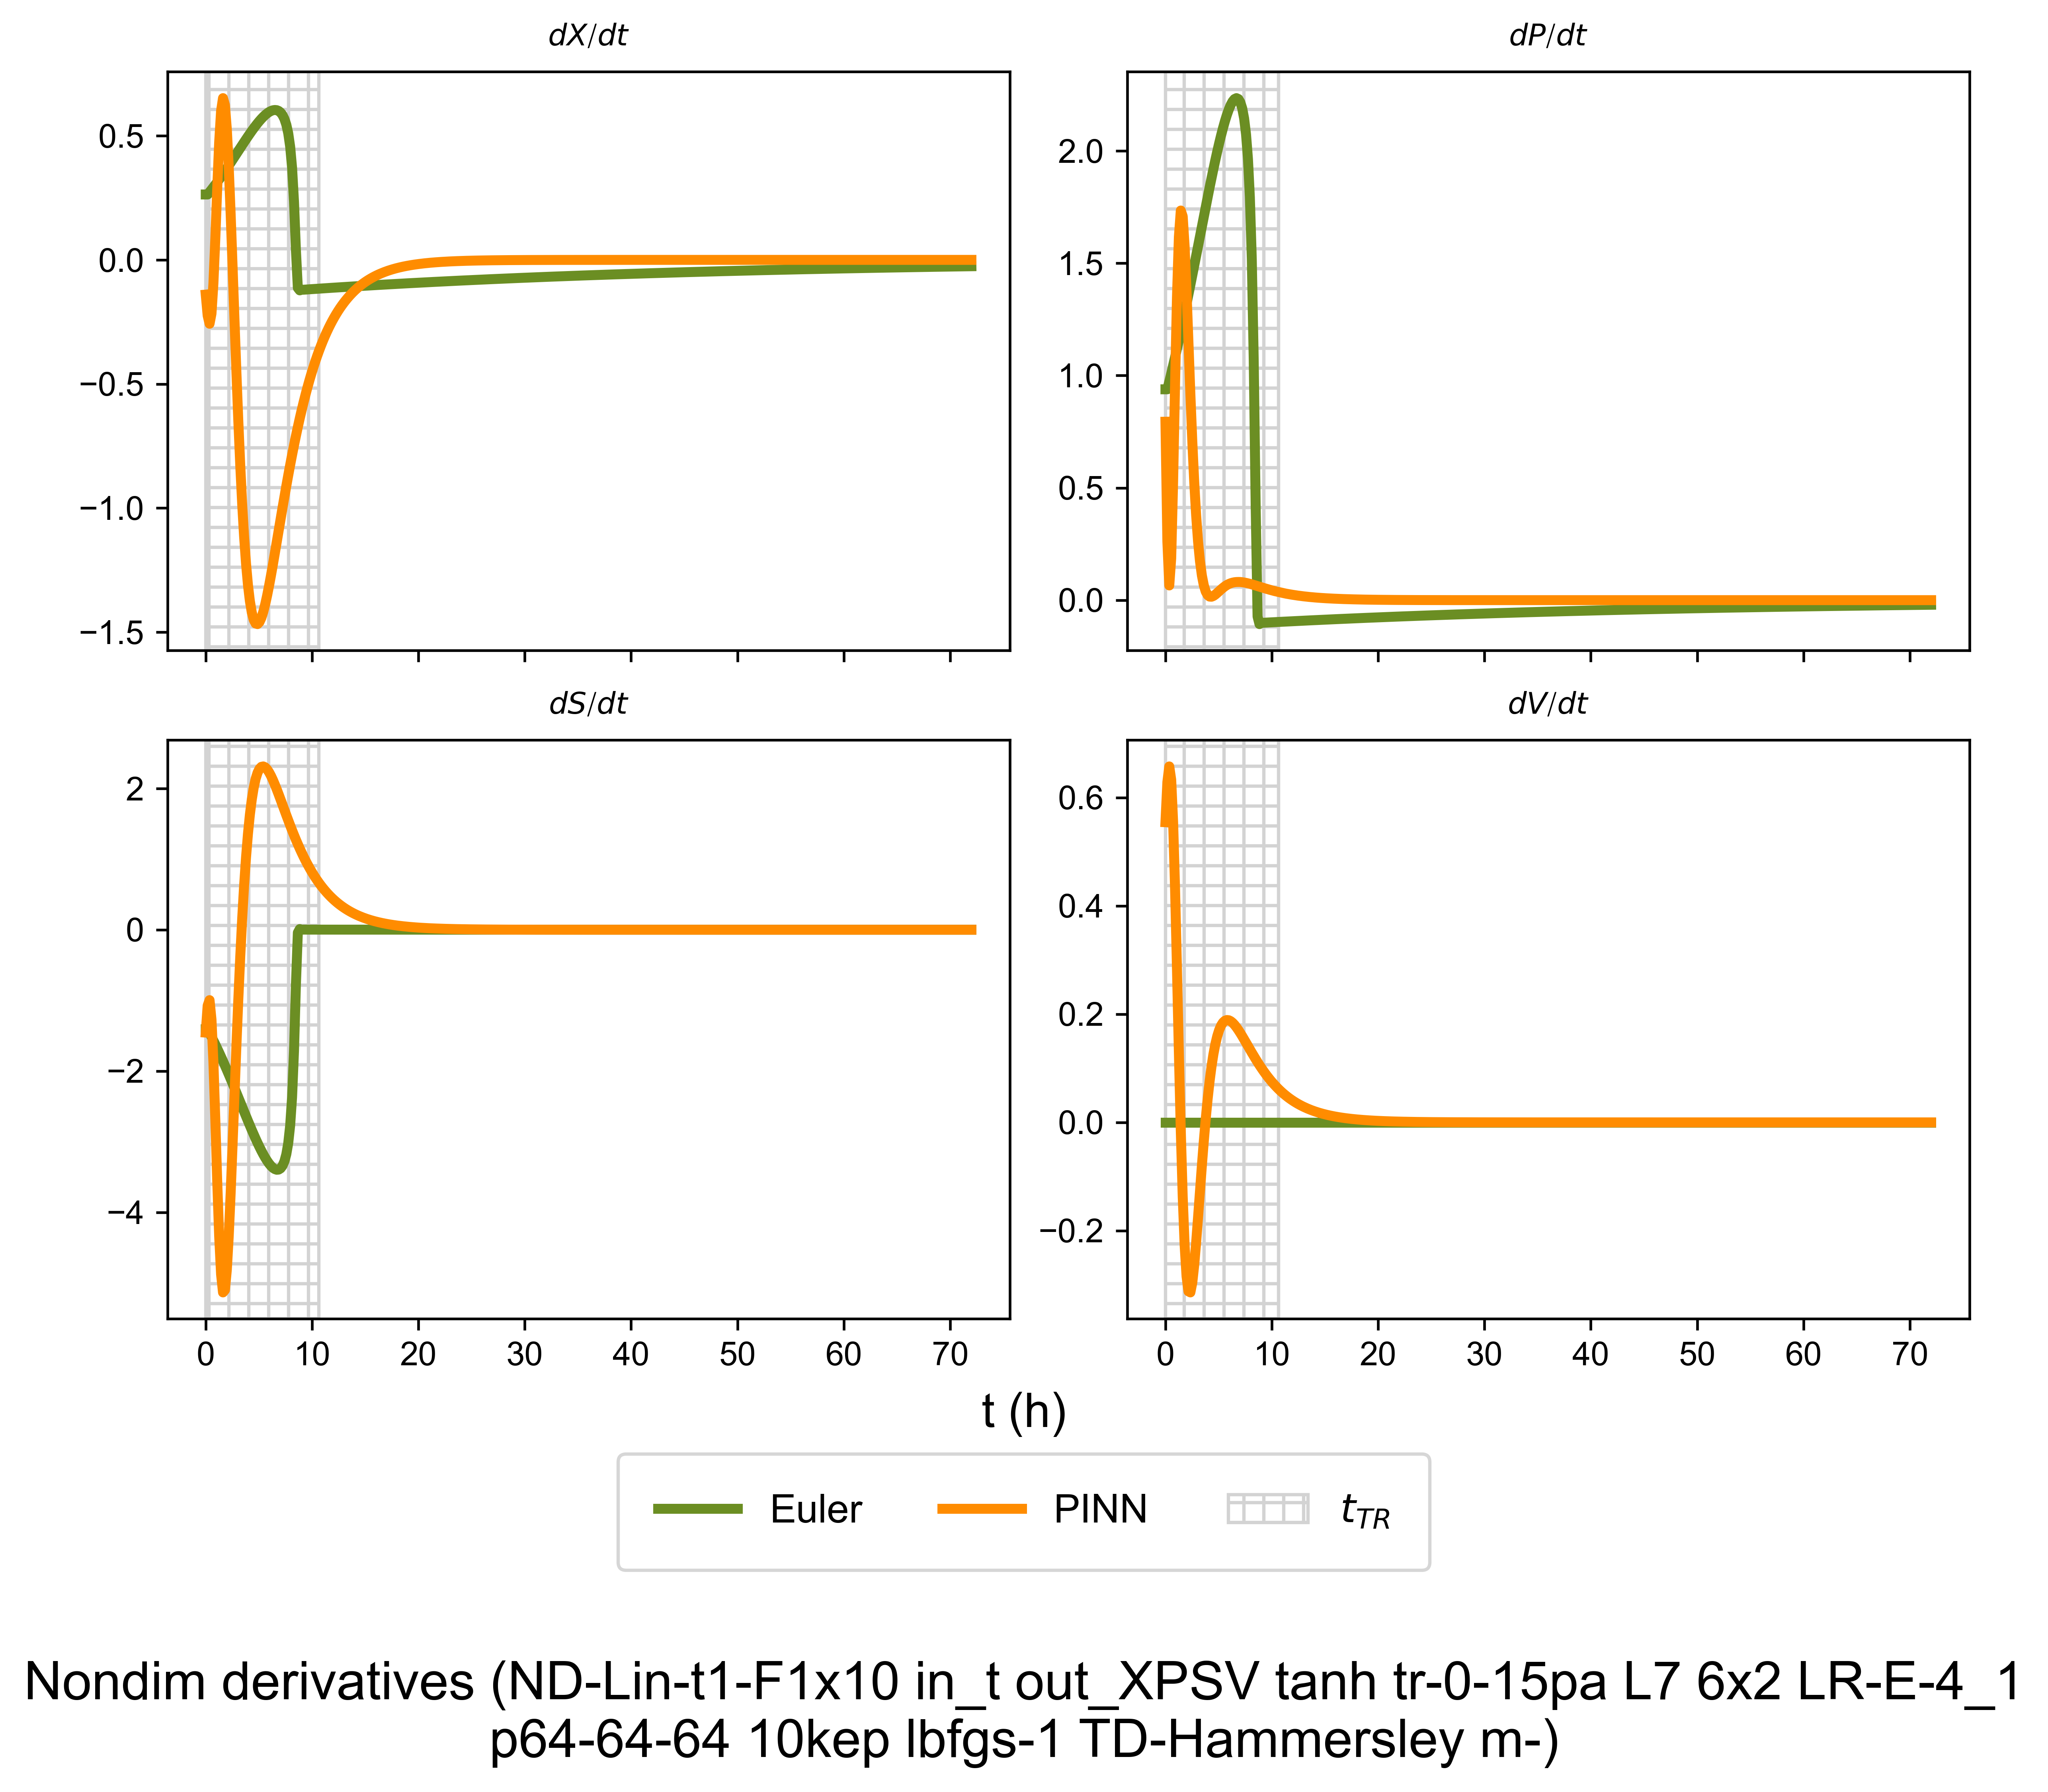 dX/dt
dP/dt
0.5
0.0
−0.5
−1.0
−1.5
2.0
1.5
1.0
0.5
0.0
dS/dt
dV/dt
2
0
−2
−4
0.6
0.4
0.2
0.0
−0.2
0 10 20 30 40 50 60 70
0 10 20 30 40 50 60 70
t (h)
Euler PINN t_TR
Nondim derivatives (ND-Lin-t1-F1x10 in_t out_XPSV tanh tr-0-15pa L7 6x2 LR-E-4_1
p64-64-64 10kep lbfgs-1 TD-Hammersley m-)